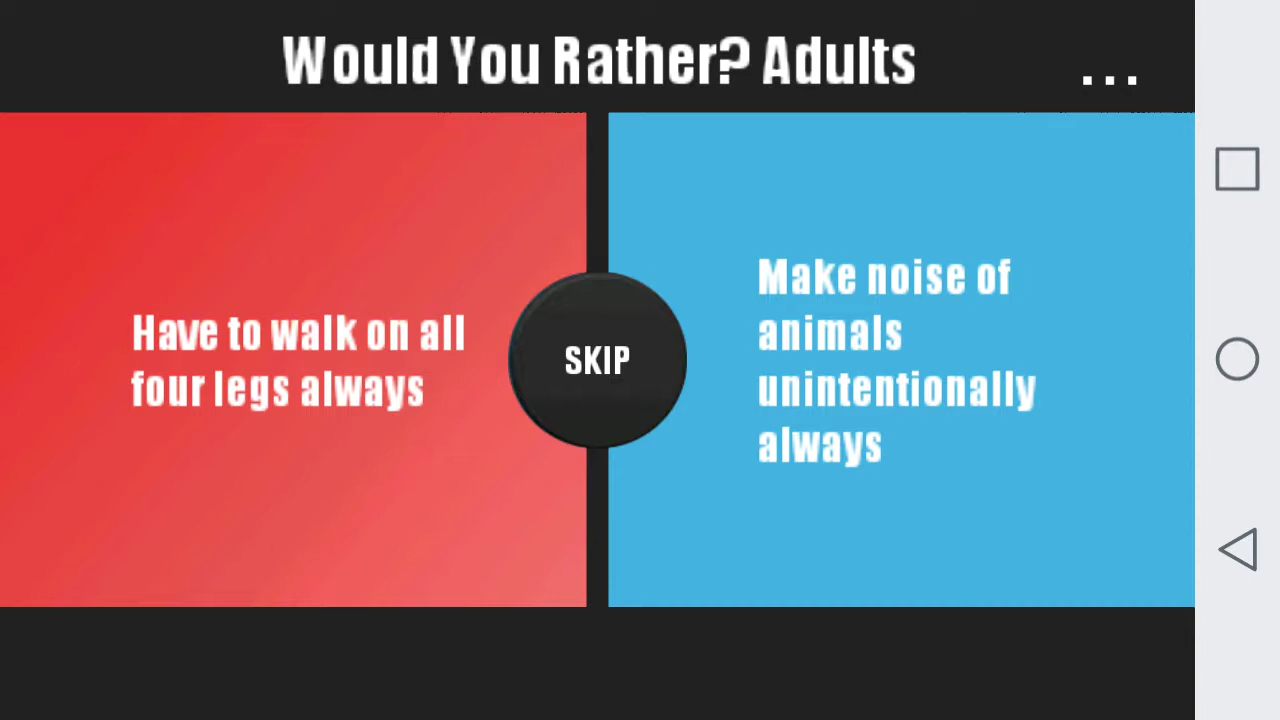 Would You Rather? Adults
...
Have to walk on all
four legs always
SKIP
Make noise of
animals
unintentionally
always